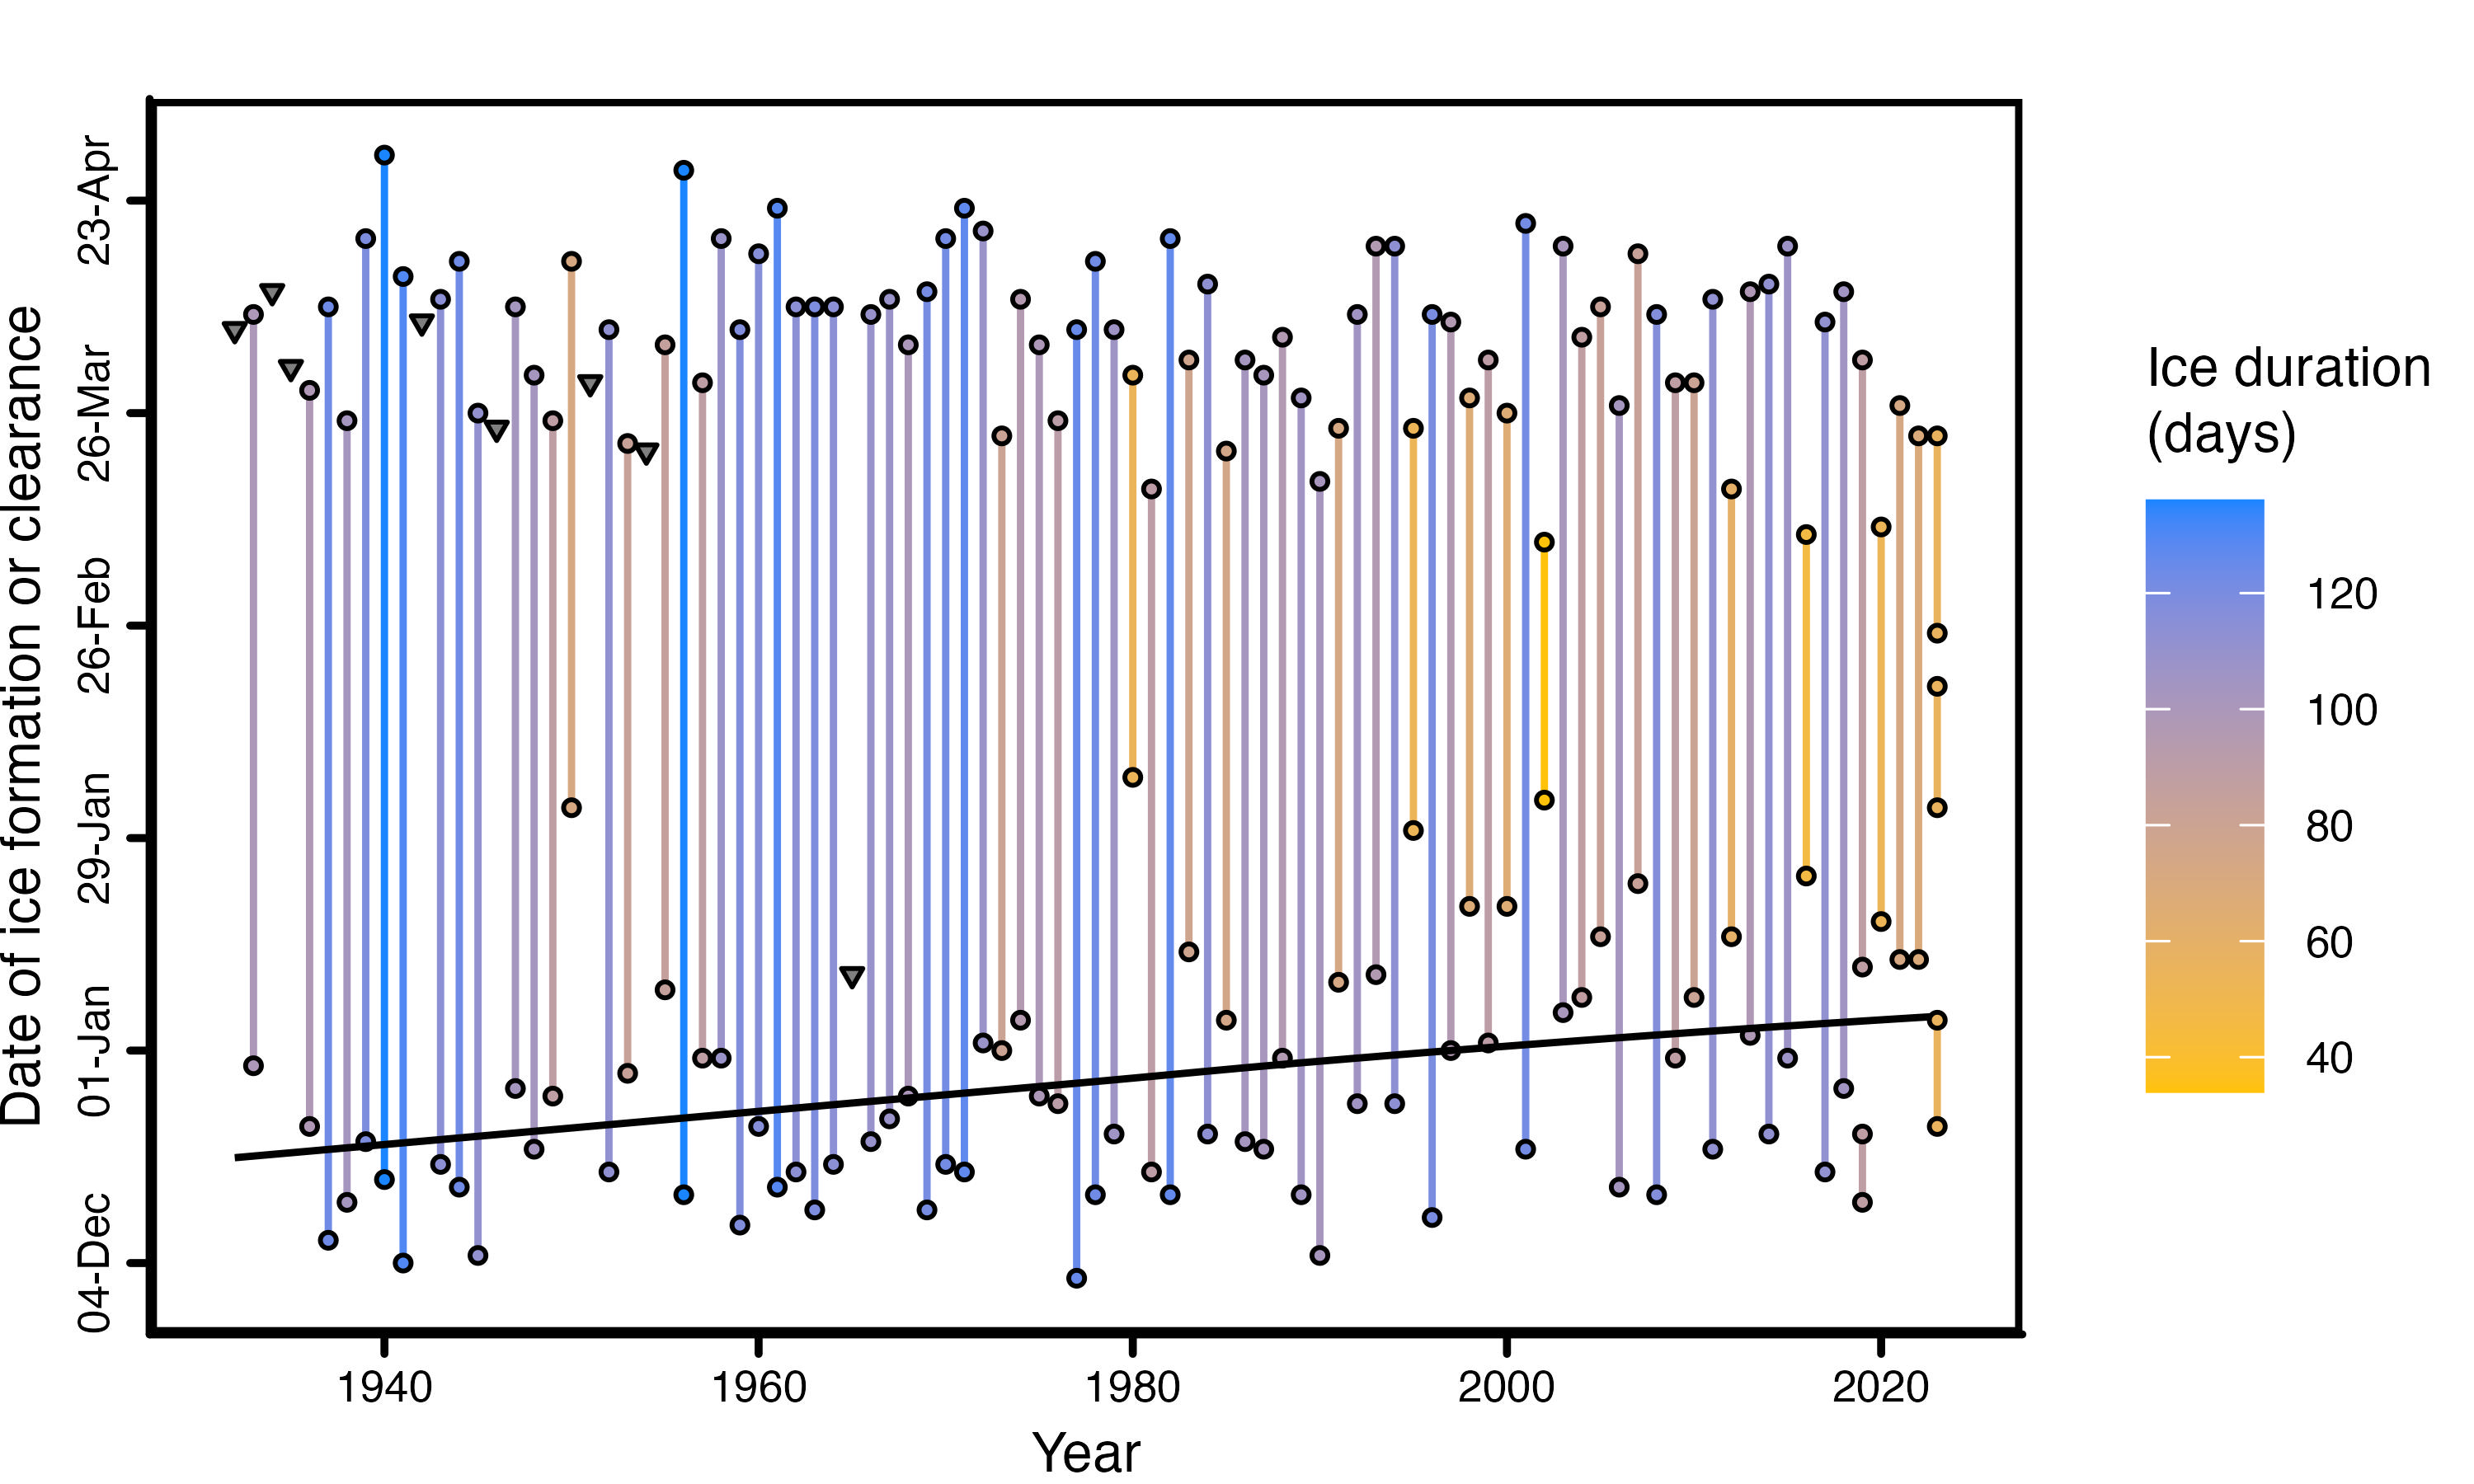 Date of ice formation or clearance
23-Apr
26-Mar
26-Feb
29-Jan
01-Jan
04-Dec
1940
1960
1980
2000
2020
Year
Ice duration
(days)
120
100
80
60
40